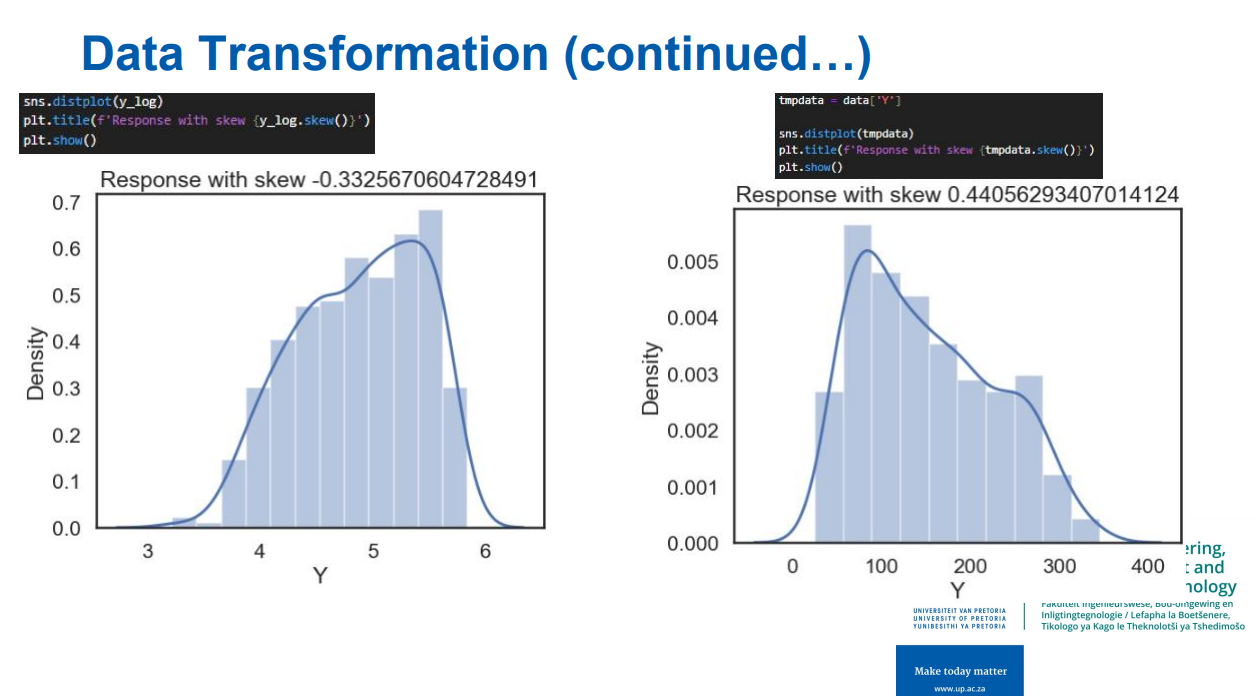 Data Transformation (continued…)
sns.distplot(y_log)
plt.title(f'Response with skew {y_log.skew()}')
plt.show()
tmpdata = data['Y']
sns.distplot(tmpdata)
plt.title(f'Response with skew {tmpdata.skew()}')
plt.show()
Response with skew -0.3325670604728491
0.7
0.6
0.5
0.4
0.3
0.2
0.1
0.0
Density
3 4 5 6
Y
Response with skew 0.44056293407014124
0.005
0.004
0.003
0.002
0.001
0.000
Density
0 100 200 300 400
Y
ering,
t and
nology
Fakulteit Ingenieurswese, Bou-omgewing en
Inligtingtegnologie / Lefapha la Boetšenere,
Tikologo ya Kago le Theknolotši ya Tshedimošo
UNIVERSITEIT VAN PRETORIA
UNIVERSITY OF PRETORIA
YUNIBESITHI YA PRETORIA
Make today matter
www.up.ac.za